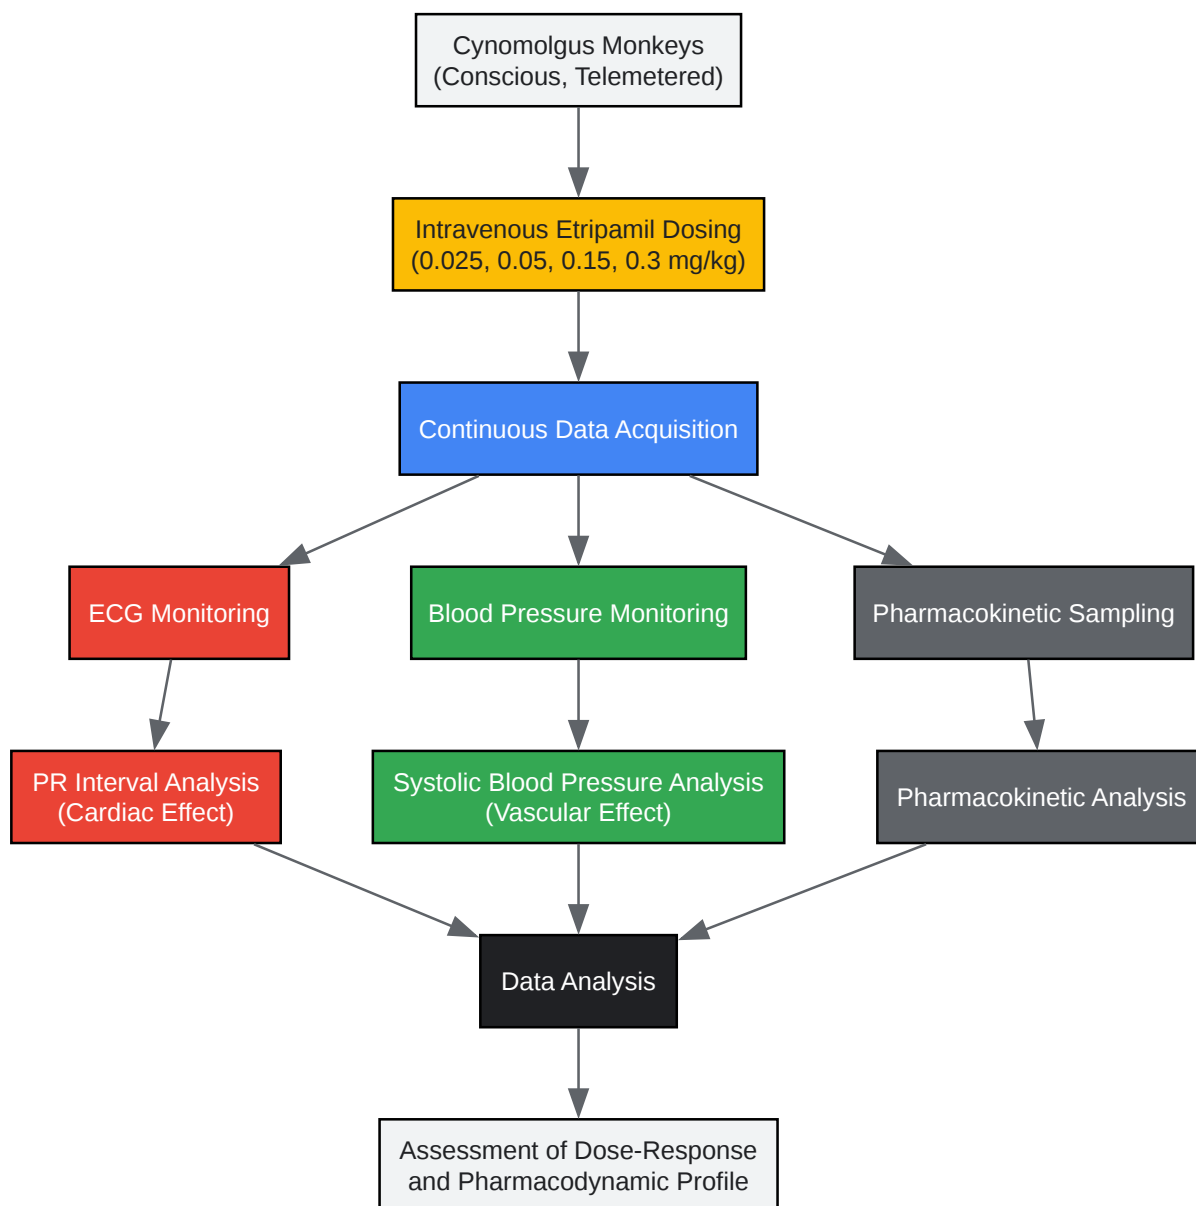 Cynomolgus Monkeys
(Conscious, Telemetered)
Intravenous Etripamil Dosing
(0.025, 0.05, 0.15, 0.3 mg/kg)
Continuous Data Acquisition
ECG Monitoring
Blood Pressure Monitoring
Pharmacokinetic Sampling
PR Interval Analysis
(Cardiac Effect)
Systolic Blood Pressure Analysis
(Vascular Effect)
Pharmacokinetic Analysis
Data Analysis
Assessment of Dose-Response
and Pharmacodynamic Profile